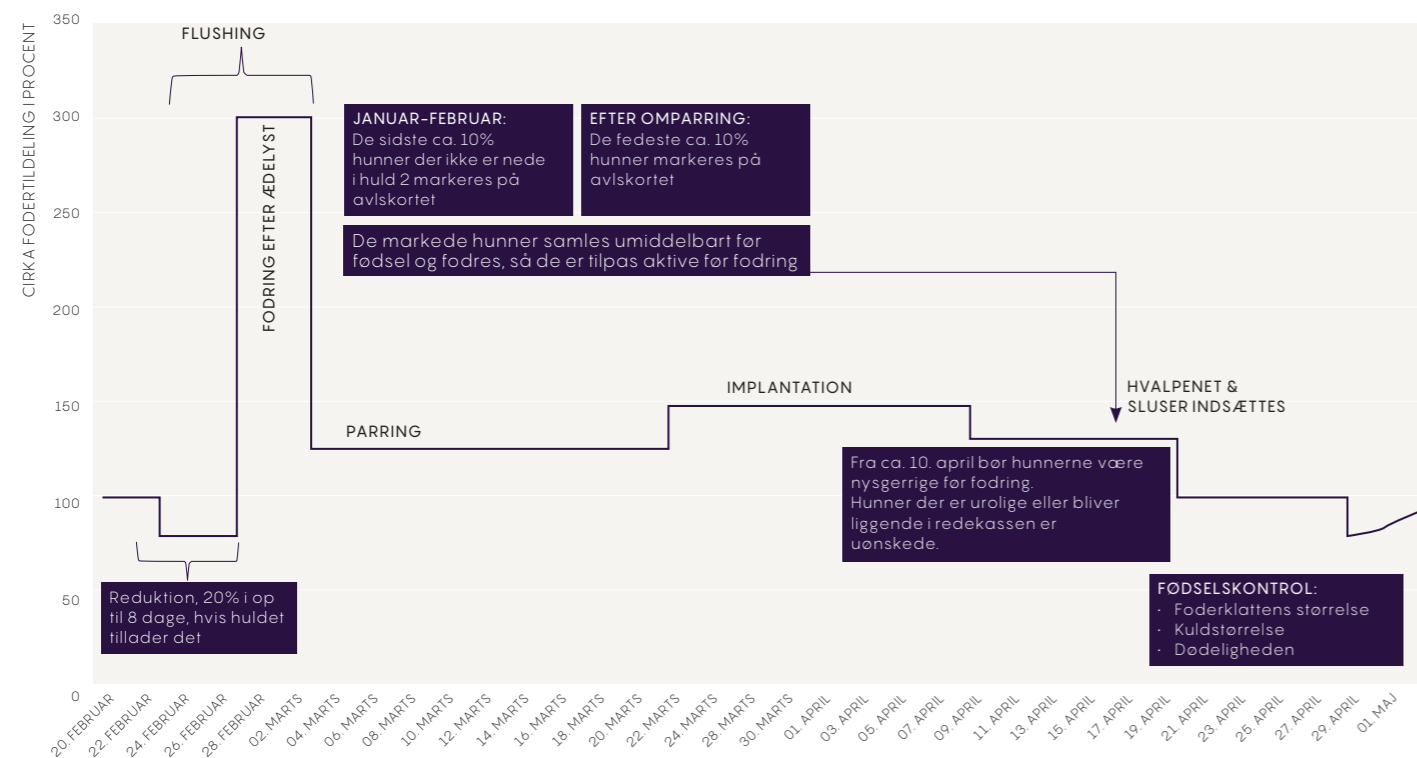 CIRKA FODERTILDELING I PROCENT
350
300
250
200
150
100
50
0
FLUSHING
FODRING EFTER ÆDELYST
JANUAR-FEBRUAR:
De sidste ca. 10%
hunner der ikke er nede
i huld 2 markeres på
avlskortet
EFTER OMPARRING:
De fedeste ca. 10%
hunner markeres på
avlskortet
De markede hunner samles umiddelbart før
fødsel og fodres, så de er tilpas aktive før fodring
PARRING
IMPLANTATION
HVALPENET &
SLUSER INDSÆTTES
Fra ca. 10. april bør hunnerne være
nysgerrige før fodring.
Hunner der er urolige eller bliver
liggende i redekassen er
uønskede.
Reduktion, 20% i op
til 8 dage, hvis huldet
tillader det
FØDSELSKONTROL:
· Foderklattens størrelse
· Kuldstørrelse
· Dødeligheden
20. FEBRUAR
22. FEBRUAR
24. FEBRUAR
26. FEBRUAR
28. FEBRUAR
02. MARTS
04. MARTS
06. MARTS
08. MARTS
10. MARTS
12. MARTS
14. MARTS
16. MARTS
18. MARTS
20. MARTS
22. MARTS
24. MARTS
28. MARTS
30. MARTS
01. APRIL
03. APRIL
05. APRIL
07. APRIL
09. APRIL
11. APRIL
13. APRIL
15. APRIL
17. APRIL
19. APRIL
21. APRIL
23. APRIL
25. APRIL
27. APRIL
29. APRIL
01. MAJ